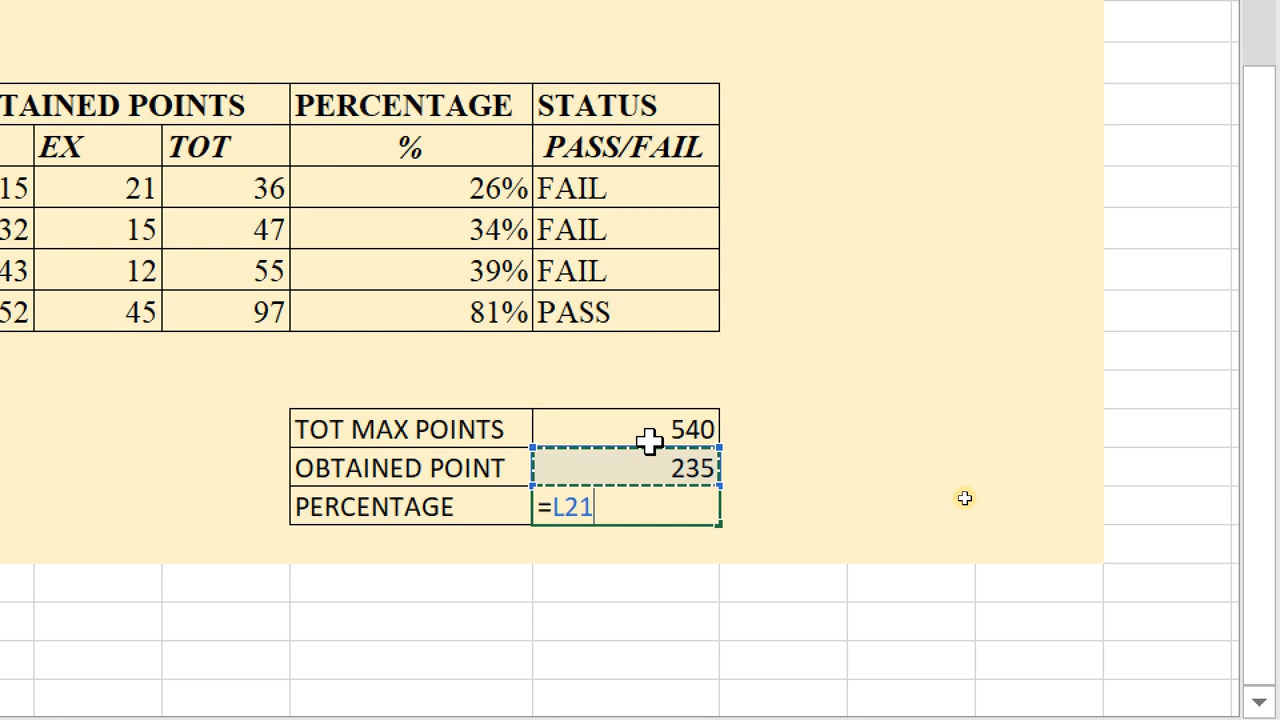 TAINED POINTS PERCENTAGE STATUS
EX TOT % PASS/FAIL
15 21 36 26% FAIL
32 15 47 34% FAIL
43 12 55 39% FAIL
52 45 97 81% PASS
TOT MAX POINTS 540
OBTAINED POINT 235
PERCENTAGE =L21